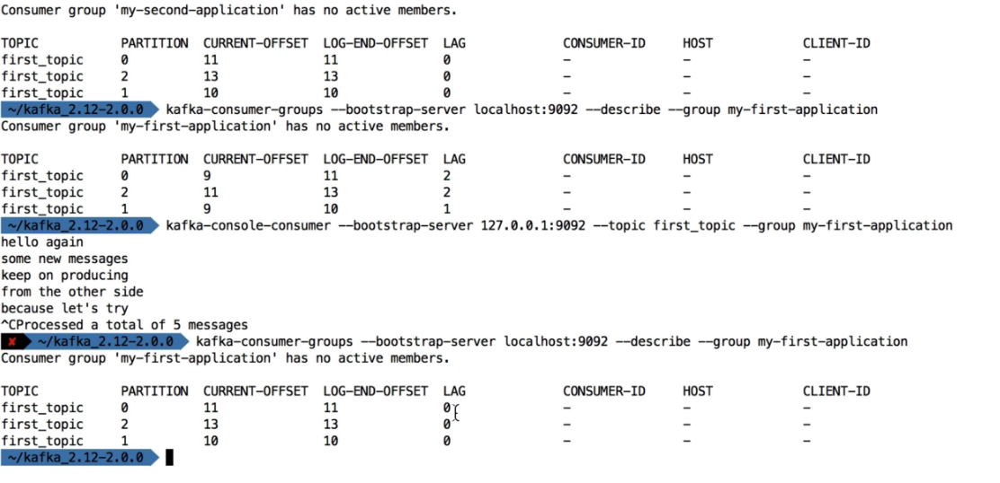 Consumer group 'my-second-application' has no active members.
TOPIC PARTITION CURRENT-OFFSET LOG-END-OFFSET LAG CONSUMER-ID HOST CLIENT-ID
first_topic 0 11 11 0 - - -
first_topic 2 13 13 0 - - -
first_topic 1 10 10 0 - - -
~/kafka_2.12-2.0.0 kafka-consumer-groups --bootstrap-server localhost:9092 --describe --group my-first-application
Consumer group 'my-first-application' has no active members.
TOPIC PARTITION CURRENT-OFFSET LOG-END-OFFSET LAG CONSUMER-ID HOST CLIENT-ID
first_topic 0 9 11 2 - - -
first_topic 2 11 13 2 - - -
first_topic 1 9 10 1 - - -
~/kafka_2.12-2.0.0 kafka-console-consumer --bootstrap-server 127.0.0.1:9092 --topic first_topic --group my-first-application
hello again
some new messages
keep on producing
from the other side
because let's try
^CProcessed a total of 5 messages
✘ ~/kafka_2.12-2.0.0 kafka-consumer-groups --bootstrap-server localhost:9092 --describe --group my-first-application
Consumer group 'my-first-application' has no active members.
TOPIC PARTITION CURRENT-OFFSET LOG-END-OFFSET LAG CONSUMER-ID HOST CLIENT-ID
first_topic 0 11 11 0 - - -
first_topic 2 13 13 0 - - -
first_topic 1 10 10 0 - - -
~/kafka_2.12-2.0.0